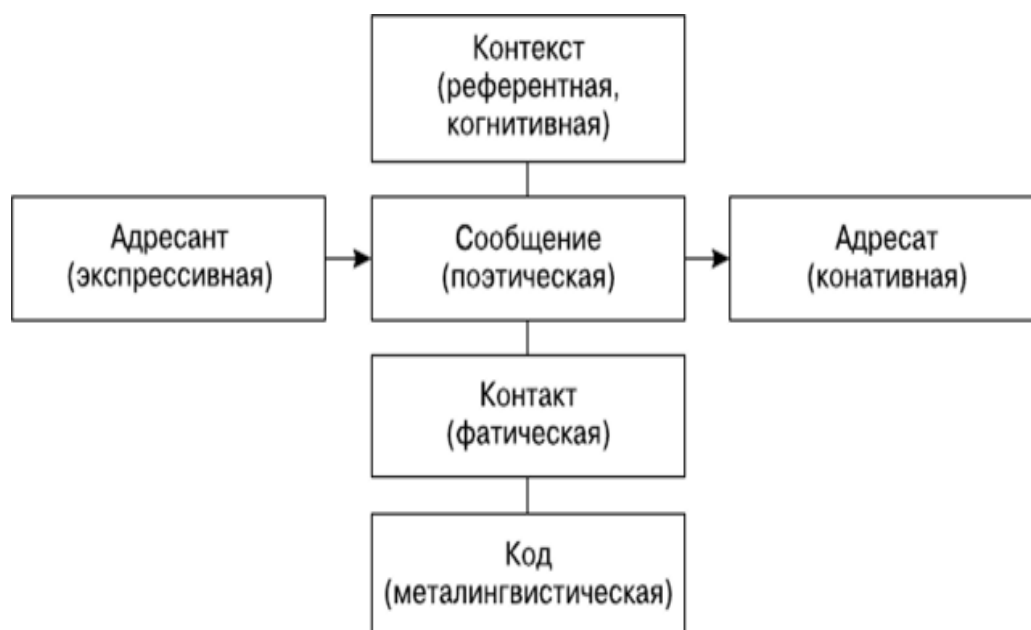 Контекст
(референтная,
когнитивная)
Адресант
(экспрессивная)
Сообщение
(поэтическая)
Адресат
(конативная)
Контакт
(фатическая)
Код
(металингвистическая)